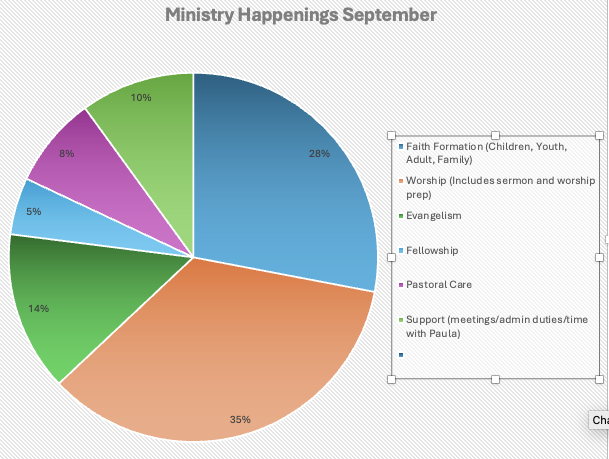 Ministry Happenings September
10%
28%
8%
5%
14%
35%
Faith Formation (Children, Youth,
Adult, Family)
Worship (Includes sermon and worship
prep)
Evangelism
Fellowship
Pastoral Care
Support (meetings/admin duties/time
with Paula)
Cha